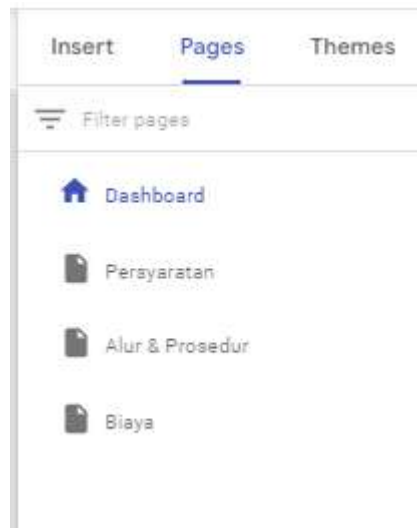 Insert Pages Themes
Filter pages
Dashboard
Persyaratan
Alur & Prosedur
Biaya